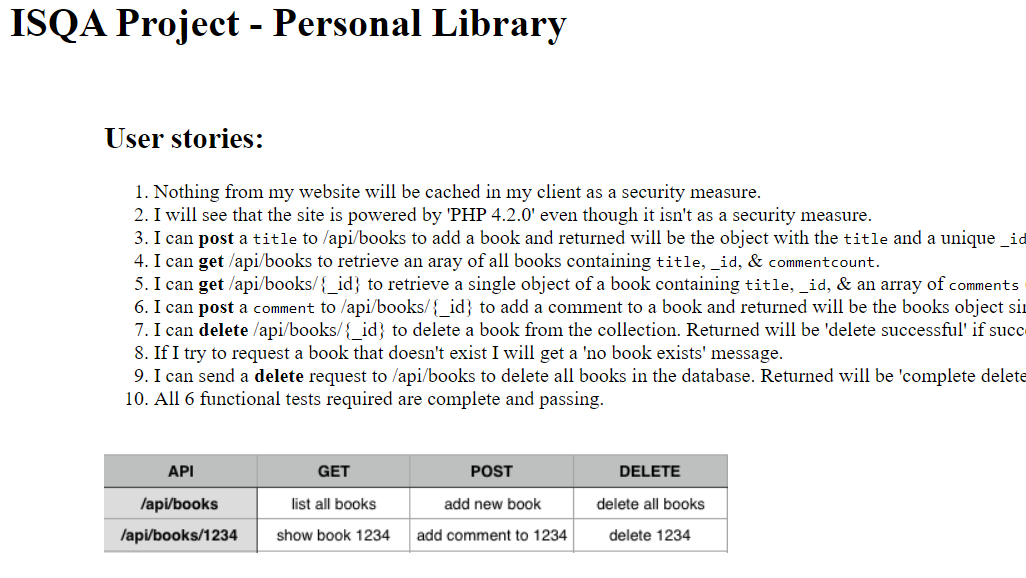 ISQA Project - Personal Library
User stories:
1. Nothing from my website will be cached in my client as a security measure.
2. I will see that the site is powered by 'PHP 4.2.0' even though it isn't as a security measure.
3. I can post a title to /api/books to add a book and returned will be the object with the title and a unique _id
4. I can get /api/books to retrieve an aray of all books containing title, _id, & commentcount.
5. I can get /api/books/{_id} to retrieve a single object of a book containing title, _id, & an array of comments
6. I can post a comment to /api/books/{_id} to add a comment to a book and returned will be the books object
7. I can delete /api/books/{_id} to delete a book from the collection. Returned will be 'delete successful' if
8. If I try to request a book that doesn't exist I will get a 'no book exists' message.
9. I can send a delete request to /api/books to delete all books in the database. Returned will be 'complete delete
10. All 6 functional tests required are complete and passing.
API GET POST DELETE
/api/books list all books add new book delete all books
/api/books/1234 show book 1234 add comment to 1234 delete 1234